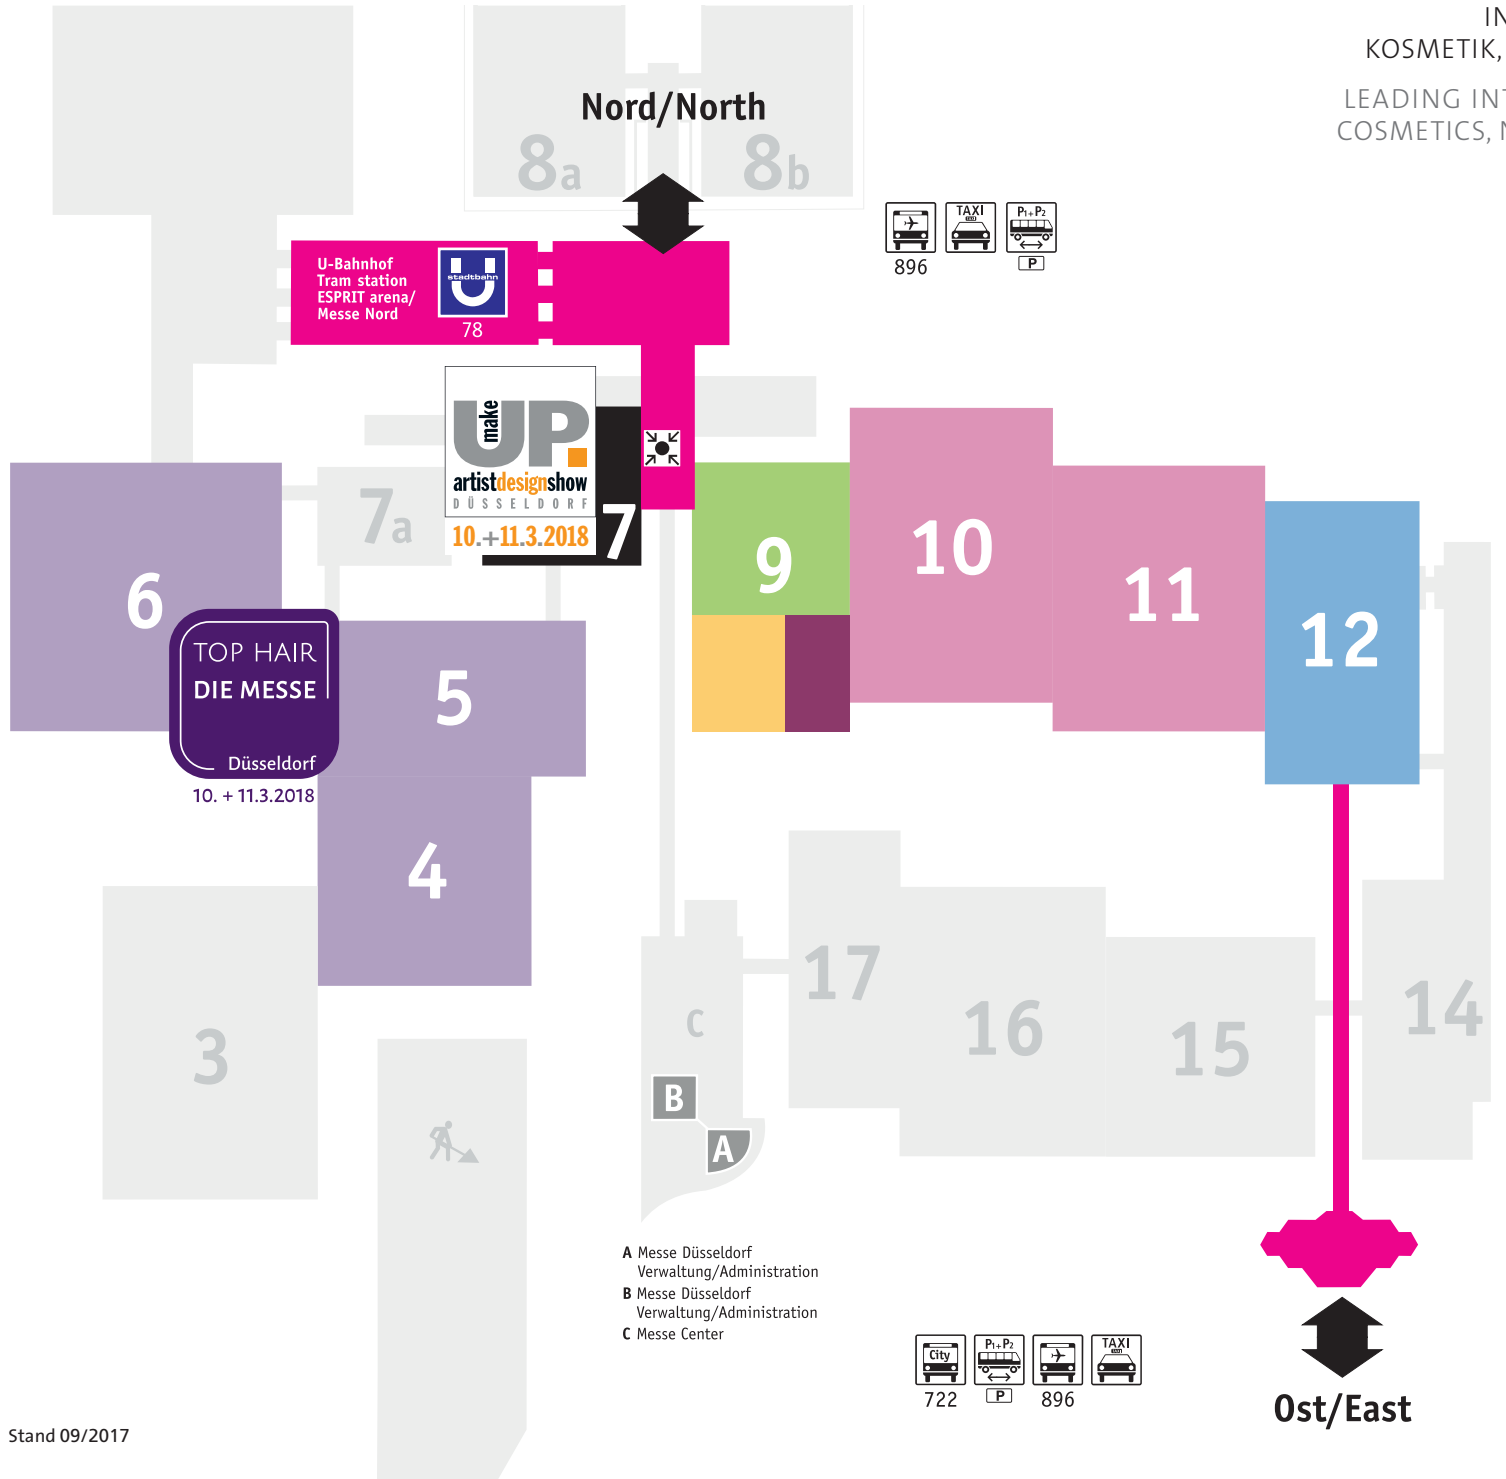 IN
KOSMETIK,
LEADING INT
COSMETICS, N
Nord/North
8a
8b
TAXI
TAXI
P1+P2
896
P
U-Bahnhof
Tram station
ESPRIT arena/
Messe Nord
stadtbahn
U
78
make
UP.
artistdesignshow
DÜSSELDORF
10.+11.3.2018
7
7a
6
9
10
11
12
TOP HAIR
DIE MESSE
Düsseldorf
10. + 11.3.2018
5
4
3
17
16
15
14
C
B
A
A Messe Düsseldorf
Verwaltung/Administration
B Messe Düsseldorf
Verwaltung/Administration
C Messe Center
City
P1+P2
TAXI
TAXI
722
P
896
Ost/East
Stand 09/2017